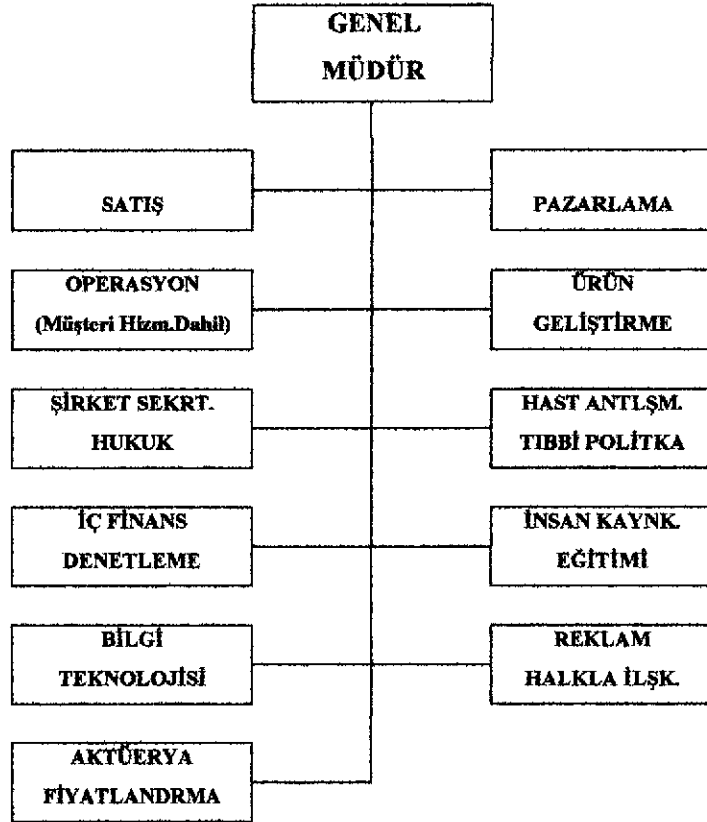 GENEL
MÜDÜR
SATIŞ
PAZARLAMA
OPERASYON
(Müşteri Hizm.Dahil)
ÜRÜN
GELİŞTİRME
ŞİRKET SEKRT.
HUKUK
HAST ANTLŞM.
TIBBİ POLİTKA
İÇ FİNANS
DENETLEME
İNSAN KAYNK.
EĞİTİMİ
BİLGİ
TEKNOLOJİSİ
REKLAM
HALKLA İLŞK.
AKTÜERYA
FİYATLANDRMA